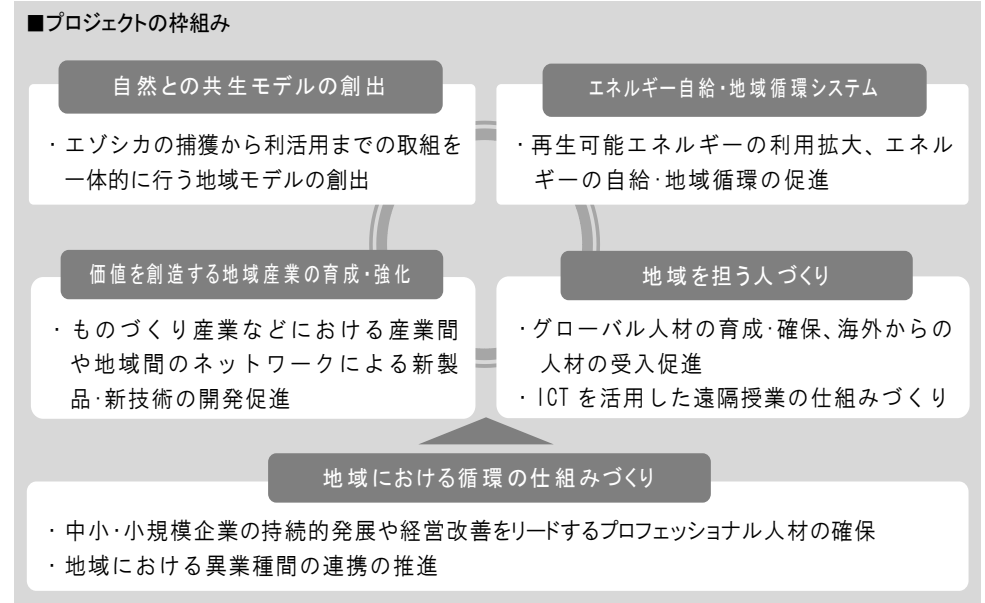 ■プロジェクトの枠組み
自然との共生モデルの創出
・エゾシカの捕獲から利活用までの取組を
一体的に行う地域モデルの創出
エネルギー自給・地域循環システム
・再生可能エネルギーの利用拡大、エネル
ギーの自給・地域循環の促進
価値を創造する地域産業の育成・強化
・ものづくり産業などにおける産業間
や地域間のネットワークによる新製
品・新技術の開発促進
地域を担う人づくり
・グローバル人材の育成・確保、海外からの
人材の受入促進
・ICTを活用した遠隔授業の仕組みづくり
地域における循環の仕組みづくり
・中小・小規模企業の持続的発展や経営改善をリードするプロフェッショナル人材の確保
・地域における異業種間の連携の推進